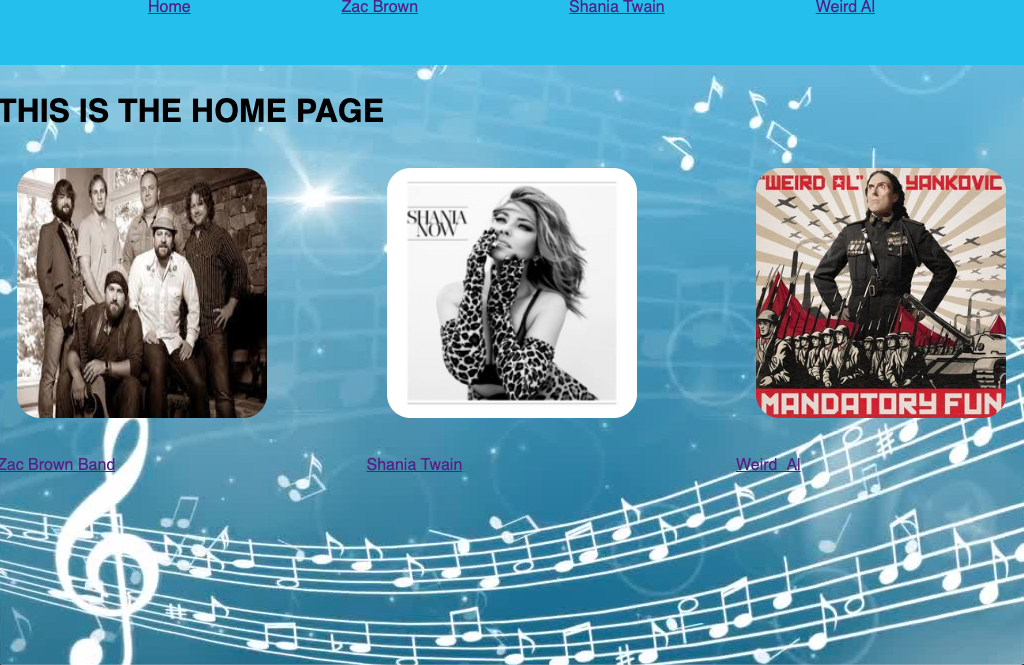 Home Zac Brown Shania Twain Weird Al
THIS IS THE HOME PAGE
SHANIA
NOW
"WEIRD AL" YANKOVIC
MANDATORY FUN
Zac Brown Band Shania Twain Weird Al